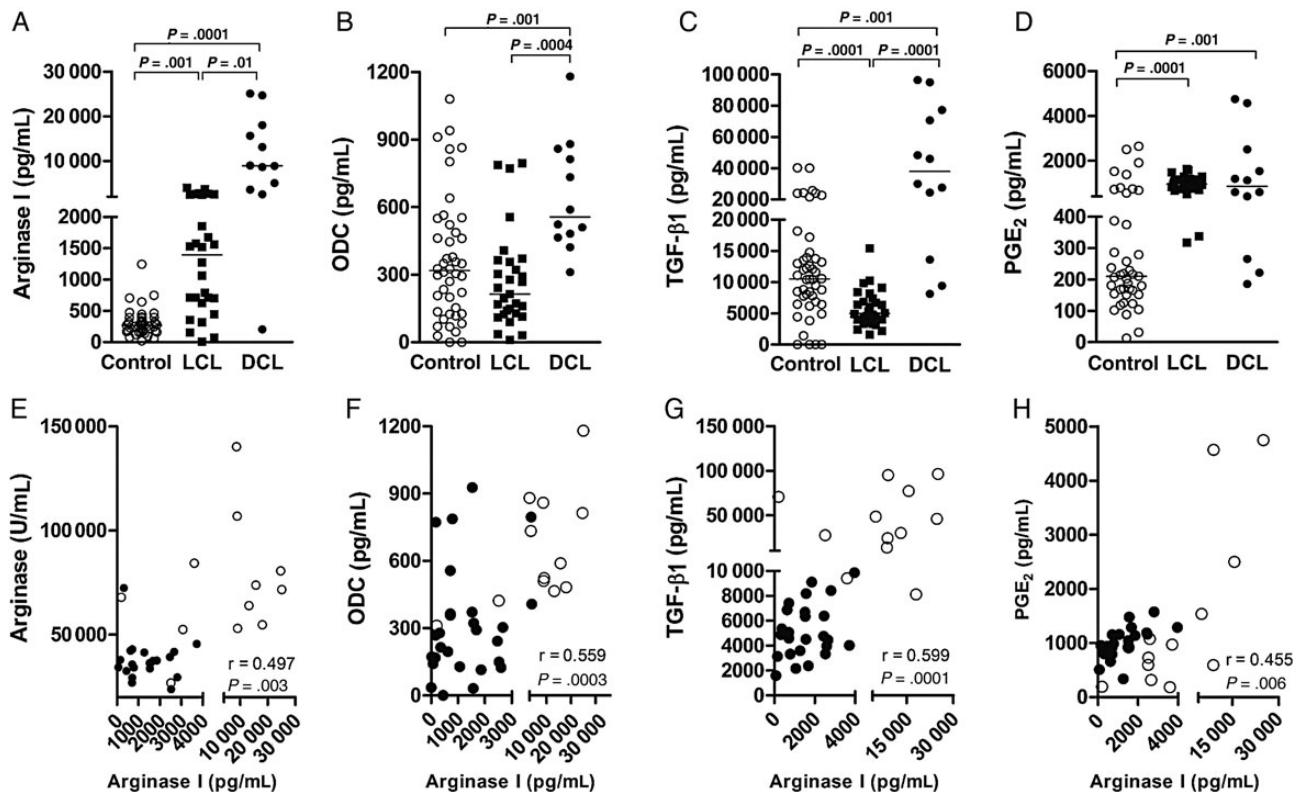 A
P = .0001
P = .001
P = .01
Arginase I (pg/mL)
30 000
20 000
10 000
2000
1500
1000
500
0
Control
LCL
DCL
B
P = .001
P = .0004
ODC (pg/mL)
1200
900
600
300
0
Control
LCL
DCL
C
P = .001
P = .0001
P = .0001
TGF-β1 (pg/mL)
100 000
80 000
60 000
40 000
20 000
20 000
15 000
10 000
5000
0
Control
LCL
DCL
D
P = .001
P = .0001
PGE2 (pg/mL)
6000
4000
2000
400
300
200
100
0
Control
LCL
DCL
E
Arginase (U/mL)
150 000
100 000
50 000
r = 0.497
P = .003
0
1000
2000
3000
4000
10 000
20 000
30 000
Arginase I (pg/mL)
F
ODC (pg/mL)
1200
900
600
300
0
r = 0.559
P = .0003
0
1000
2000
3000
10 000
20 000
30 000
Arginase I (pg/mL)
G
TGF-β1 (pg/mL)
150 000
100 000
50 000
10 000
8000
6000
4000
2000
0
r = 0.599
P = .0001
0
2000
4000
15 000
30 000
Arginase I (pg/mL)
H
PGE2 (pg/mL)
5000
4000
3000
2000
1000
0
r = 0.455
P = .006
0
2000
4000
15 000
30 000
Arginase I (pg/mL)